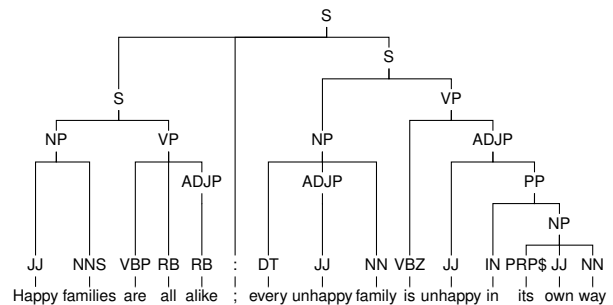 S
S
S VP
NP VP NP ADJP
ADJP ADJP PP
NP
JJ NNS VBP RB RB : DT JJ NN VBZ JJ IN PRP$ JJ NN
Happy families are all alike ; every unhappy family is unhappy in its own way